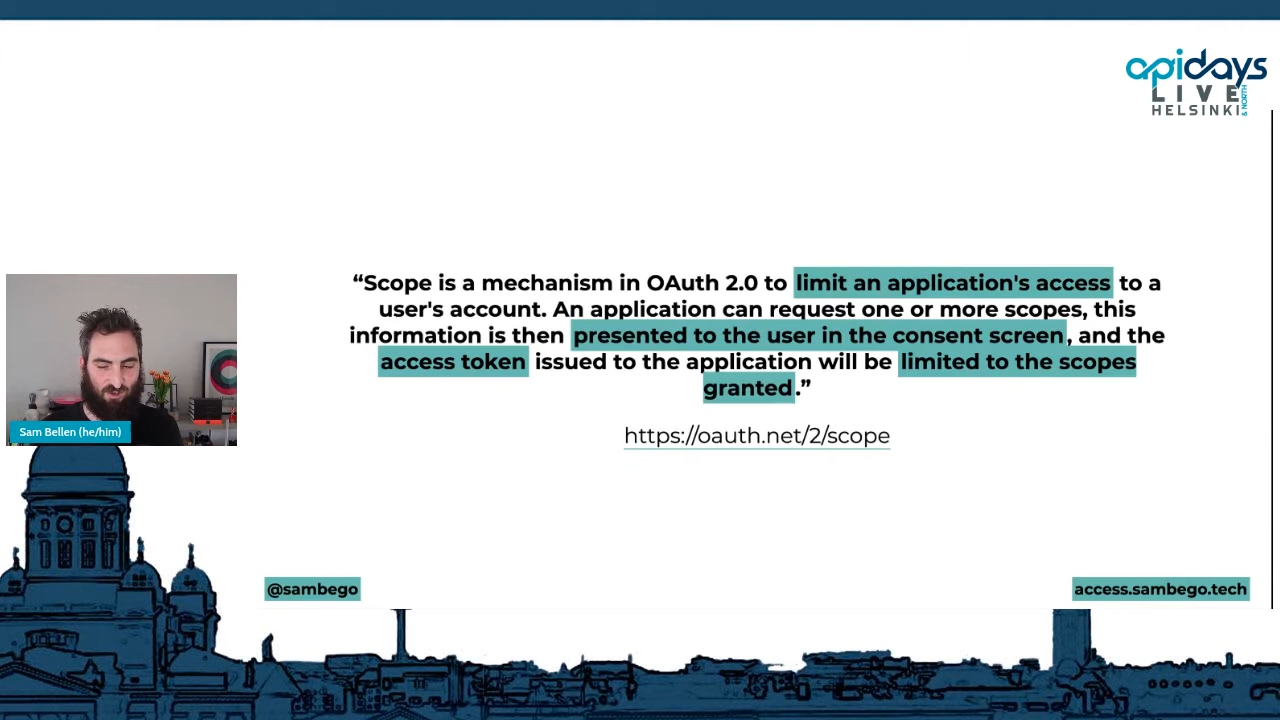 apidays
LIVE
HELSINKI
& NORTH
“Scope is a mechanism in OAuth 2.0 to limit an application's access to a
user's account. An application can request one or more scopes, this
information is then presented to the user in the consent screen, and the
access token issued to the application will be limited to the scopes
granted.”
https://oauth.net/2/scope
Sam Bellen (he/him)
@sambego
access.sambego.tech